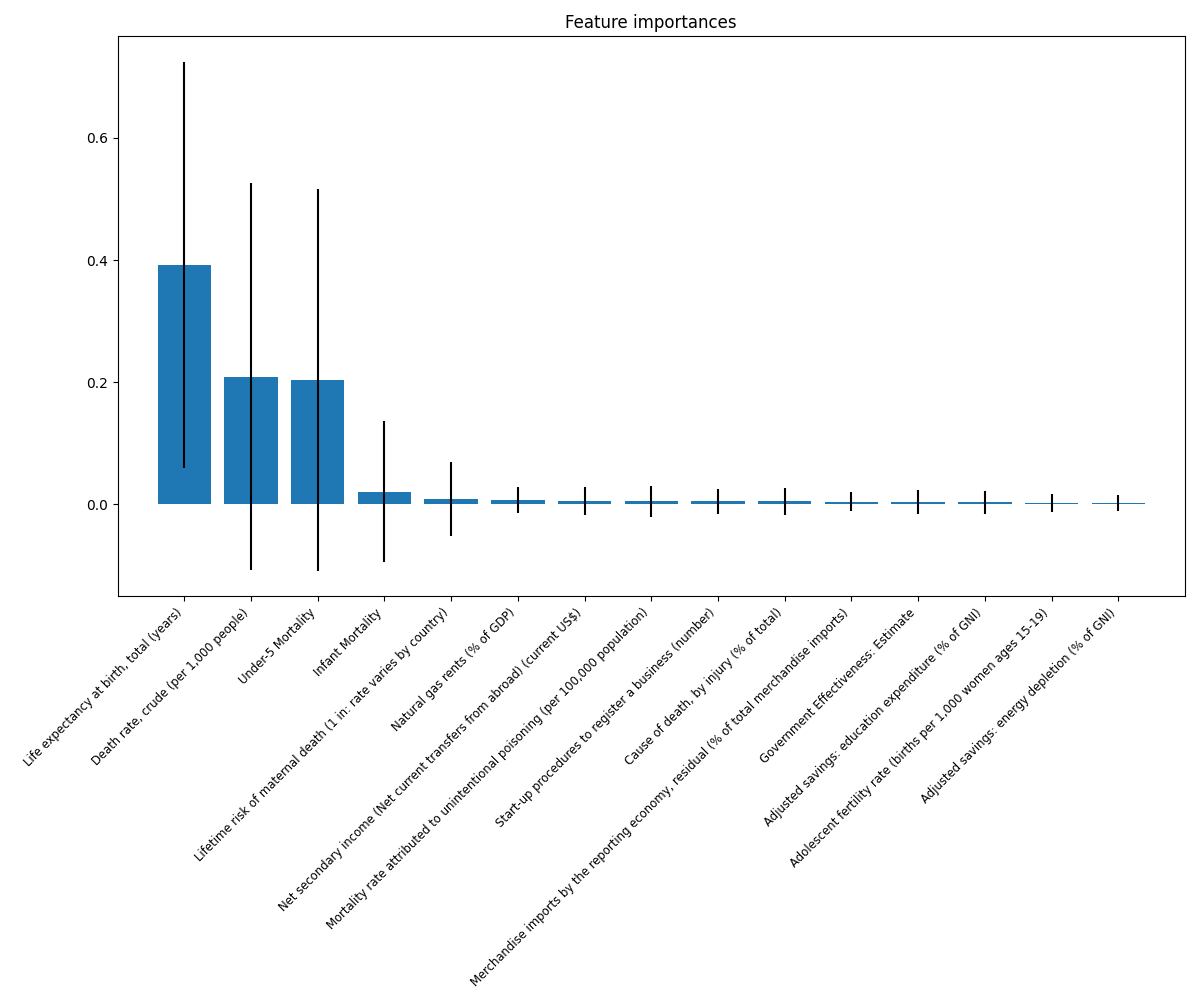 Feature importances
0.6
0.4
0.2
0.0
Life expectancy at birth, total (years)
Death rate, crude (per 1,000 people)
Under-5 Mortality
Infant Mortality
Lifetime risk of maternal death (1 in: rate varies by country)
Natural gas rents (% of GDP)
Net secondary income (Net current transfers from abroad) (current US$)
Mortality rate attributed to unintentional poisoning (per 100,000 population)
Start-up procedures to register a business (number)
Cause of death, by injury (% of total)
Merchandise imports by the reporting economy, residual (% of total merchandise imports)
Government Effectiveness: Estimate
Adjusted savings: education expenditure (% of GNI)
Adolescent fertility rate (births per 1,000 women ages 15-19)
Adjusted savings: energy depletion (% of GNI)